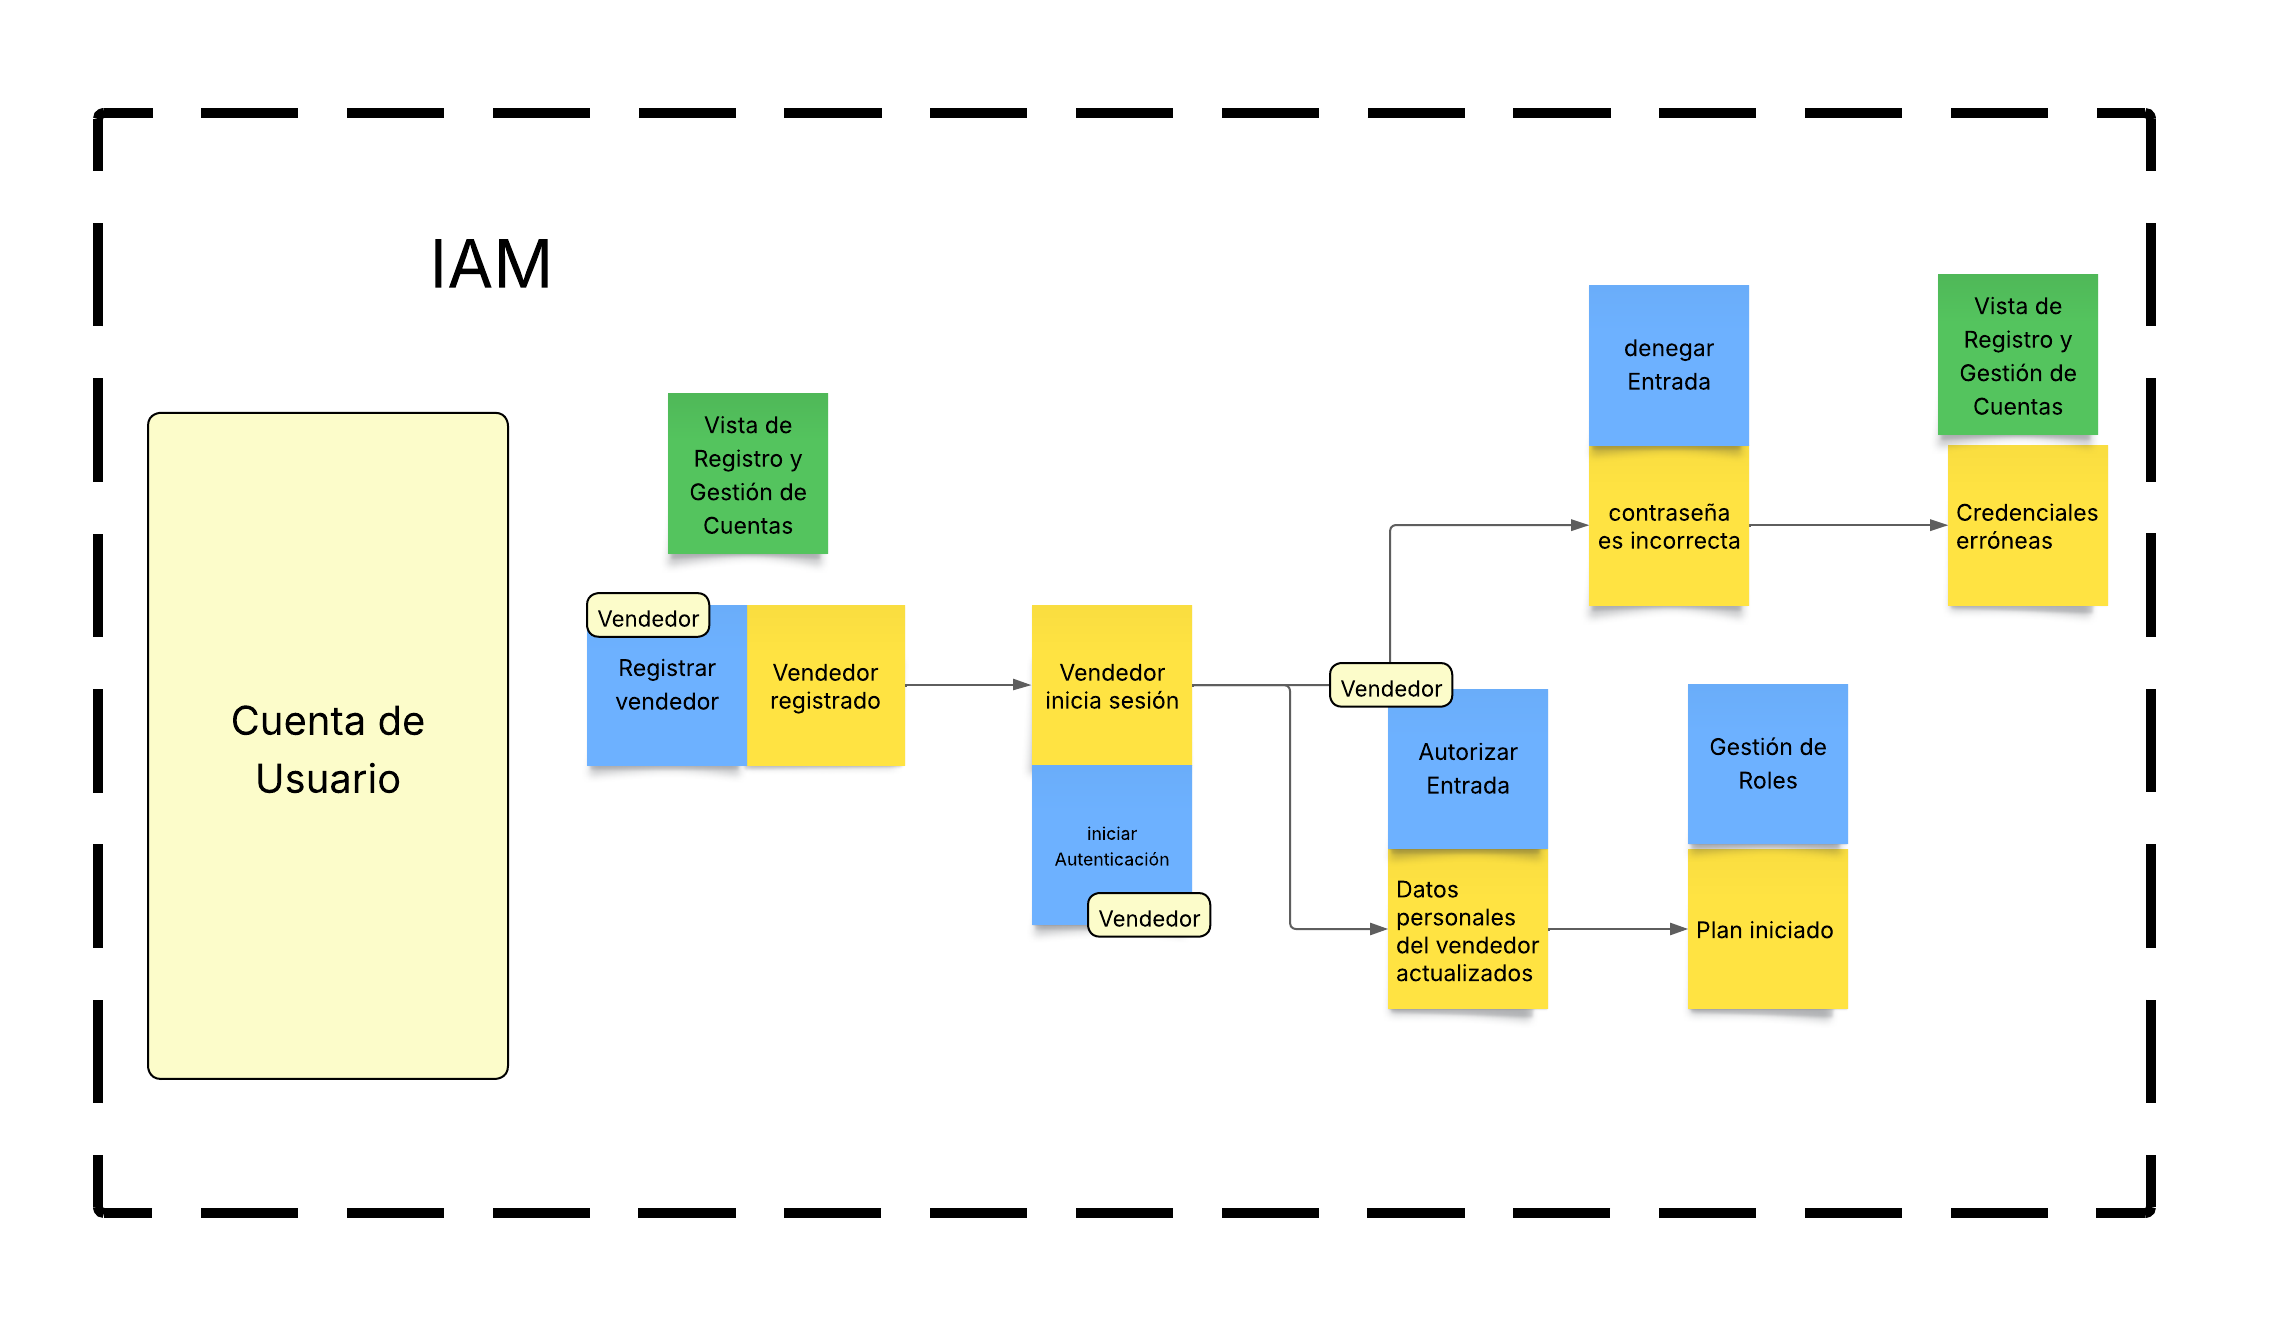 IAM
Cuenta de
Usuario
Vista de
Registro y
Gestión de
Cuentas
Vendedor
Registrar
vendedor
Vendedor
registrado
Vendedor
inicia sesión
iniciar
Autenticación
Vendedor
denegar
Entrada
contraseña
es incorrecta
Vista de
Registro y
Gestión de
Cuentas
Credenciales
erróneas
Vendedor
Autorizar
Entrada
Datos
personales
del vendedor
actualizados
Gestión de
Roles
Plan iniciado